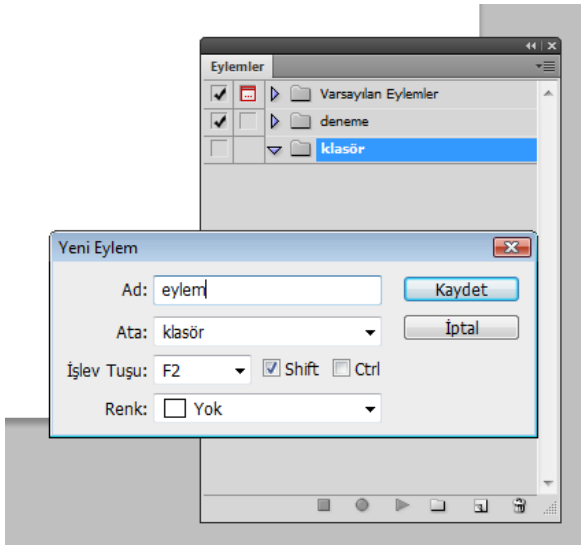 Eylemler
Varsayılan Eylemler
deneme
klasör
Yeni Eylem
Ad: eylem
Kaydet
Ata: klasör
İptal
İşlev Tuşu: F2 Shift Ctrl
Renk: Yok